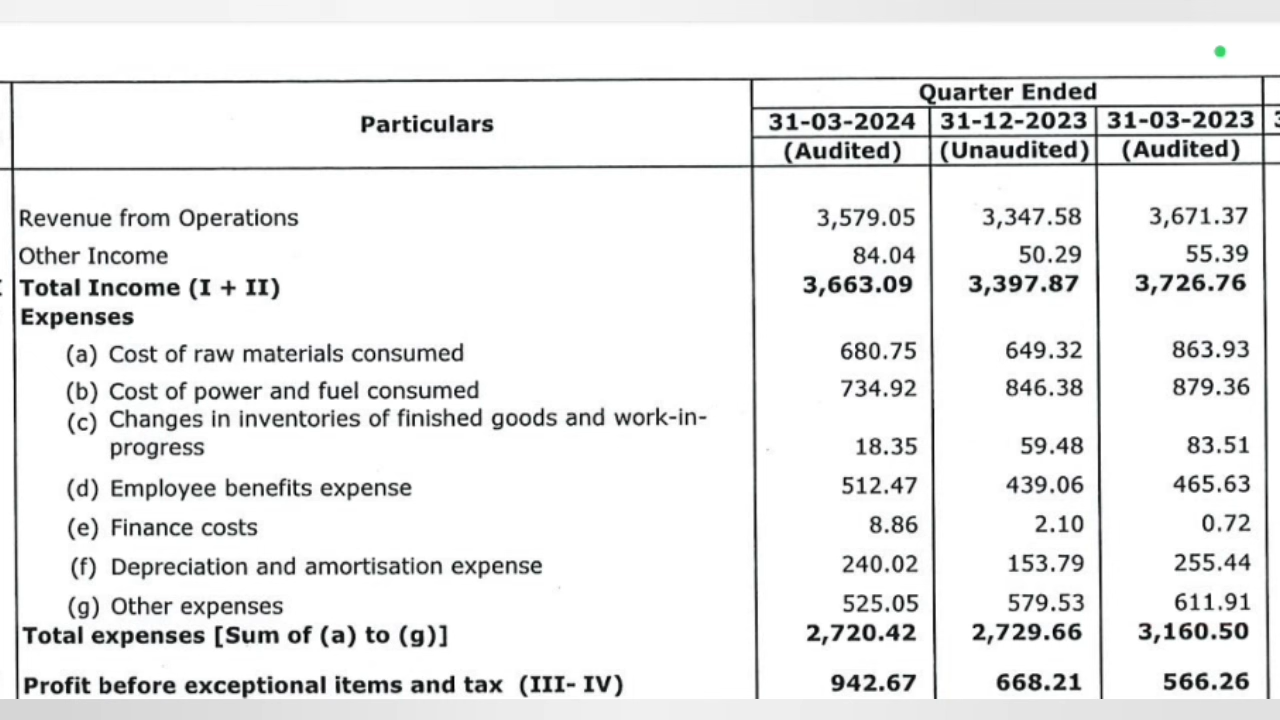 Particulars Quarter Ended
31-03-2024 31-12-2023 31-03-2023
(Audited) (Unaudited) (Audited)
Revenue from Operations 3,579.05 3,347.58 3,671.37
Other Income 84.04 50.29 55.39
Total Income (I + II) 3,663.09 3,397.87 3,726.76
Expenses
(a) Cost of raw materials consumed 680.75 649.32 863.93
(b) Cost of power and fuel consumed 734.92 846.38 879.36
(c) Changes in inventories of finished goods and work-in-
progress 18.35 59.48 83.51
(d) Employee benefits expense 512.47 439.06 465.63
(e) Finance costs 8.86 2.10 0.72
(f) Depreciation and amortisation expense 240.02 153.79 255.44
(g) Other expenses 525.05 579.53 611.91
Total expenses [Sum of (a) to (g)] 2,720.42 2,729.66 3,160.50
Profit before exceptional items and tax (III- IV) 942.67 668.21 566.26